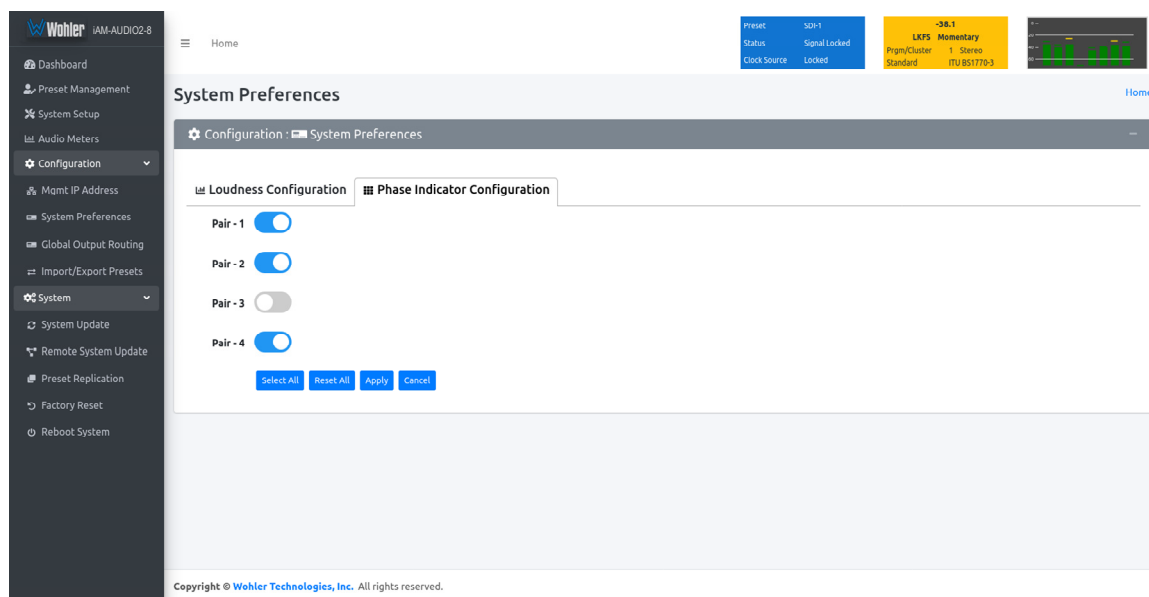 Wohler iAM-AUDIO2-8
Dashboard
Preset Management
System Setup
Audio Meters
Configuration
Mgmt IP Address
System Preferences
Global Output Routing
Import/Export Presets
System
System Update
Remote System Update
Preset Replication
Factory Reset
Reboot System
Home
Preset SDI-1
Status Signal Locked
Clock Source Locked
-38.1
LKFS Momentary
Prgm/Cluster 1 Stereo
Standard ITU BS1770-3
System Preferences
Home
Configuration : System Preferences
Loudness Configuration
Phase Indicator Configuration
Pair - 1
Pair - 2
Pair - 3
Pair - 4
Select All Reset All Apply Cancel
Copyright © Wohler Technologies, Inc. All rights reserved.